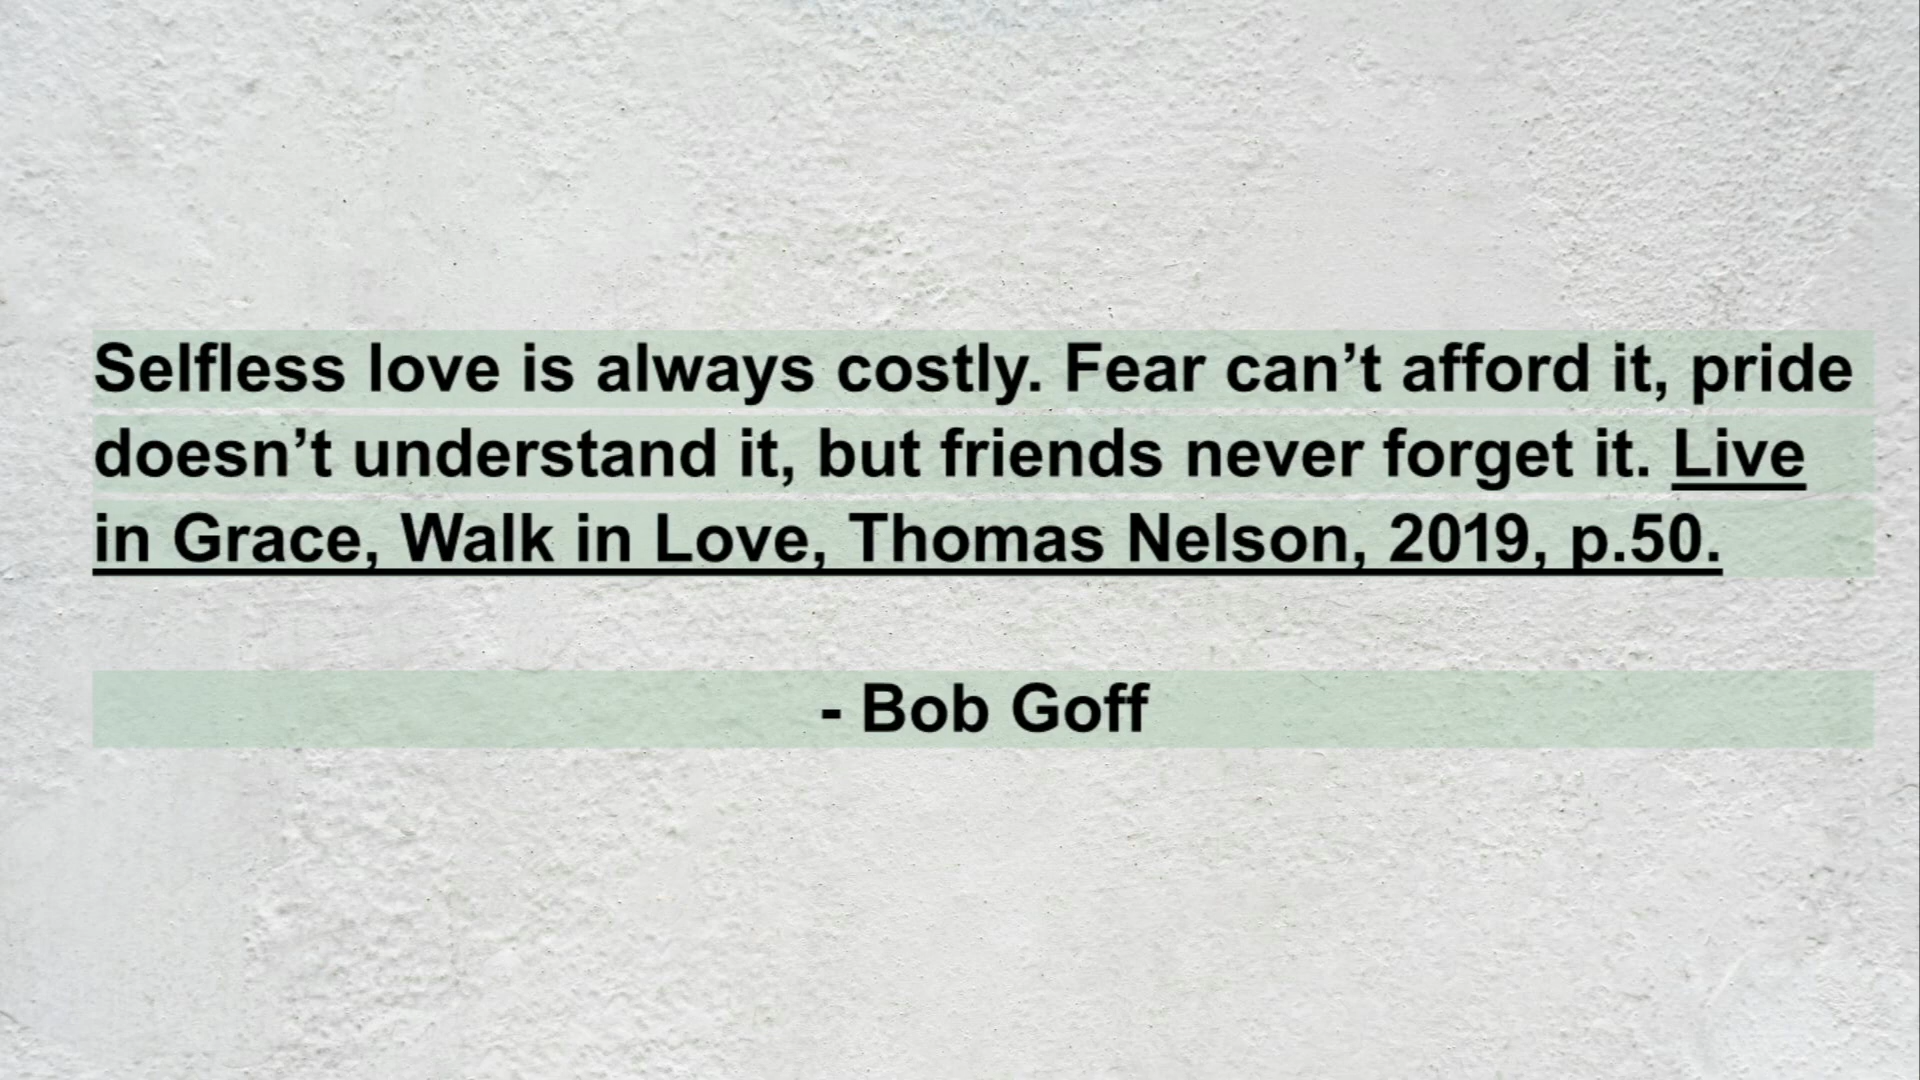 Selfless love is always costly. Fear can’t afford it, pride
doesn’t understand it, but friends never forget it. Live
in Grace, Walk in Love, Thomas Nelson, 2019, p.50.
- Bob Goff